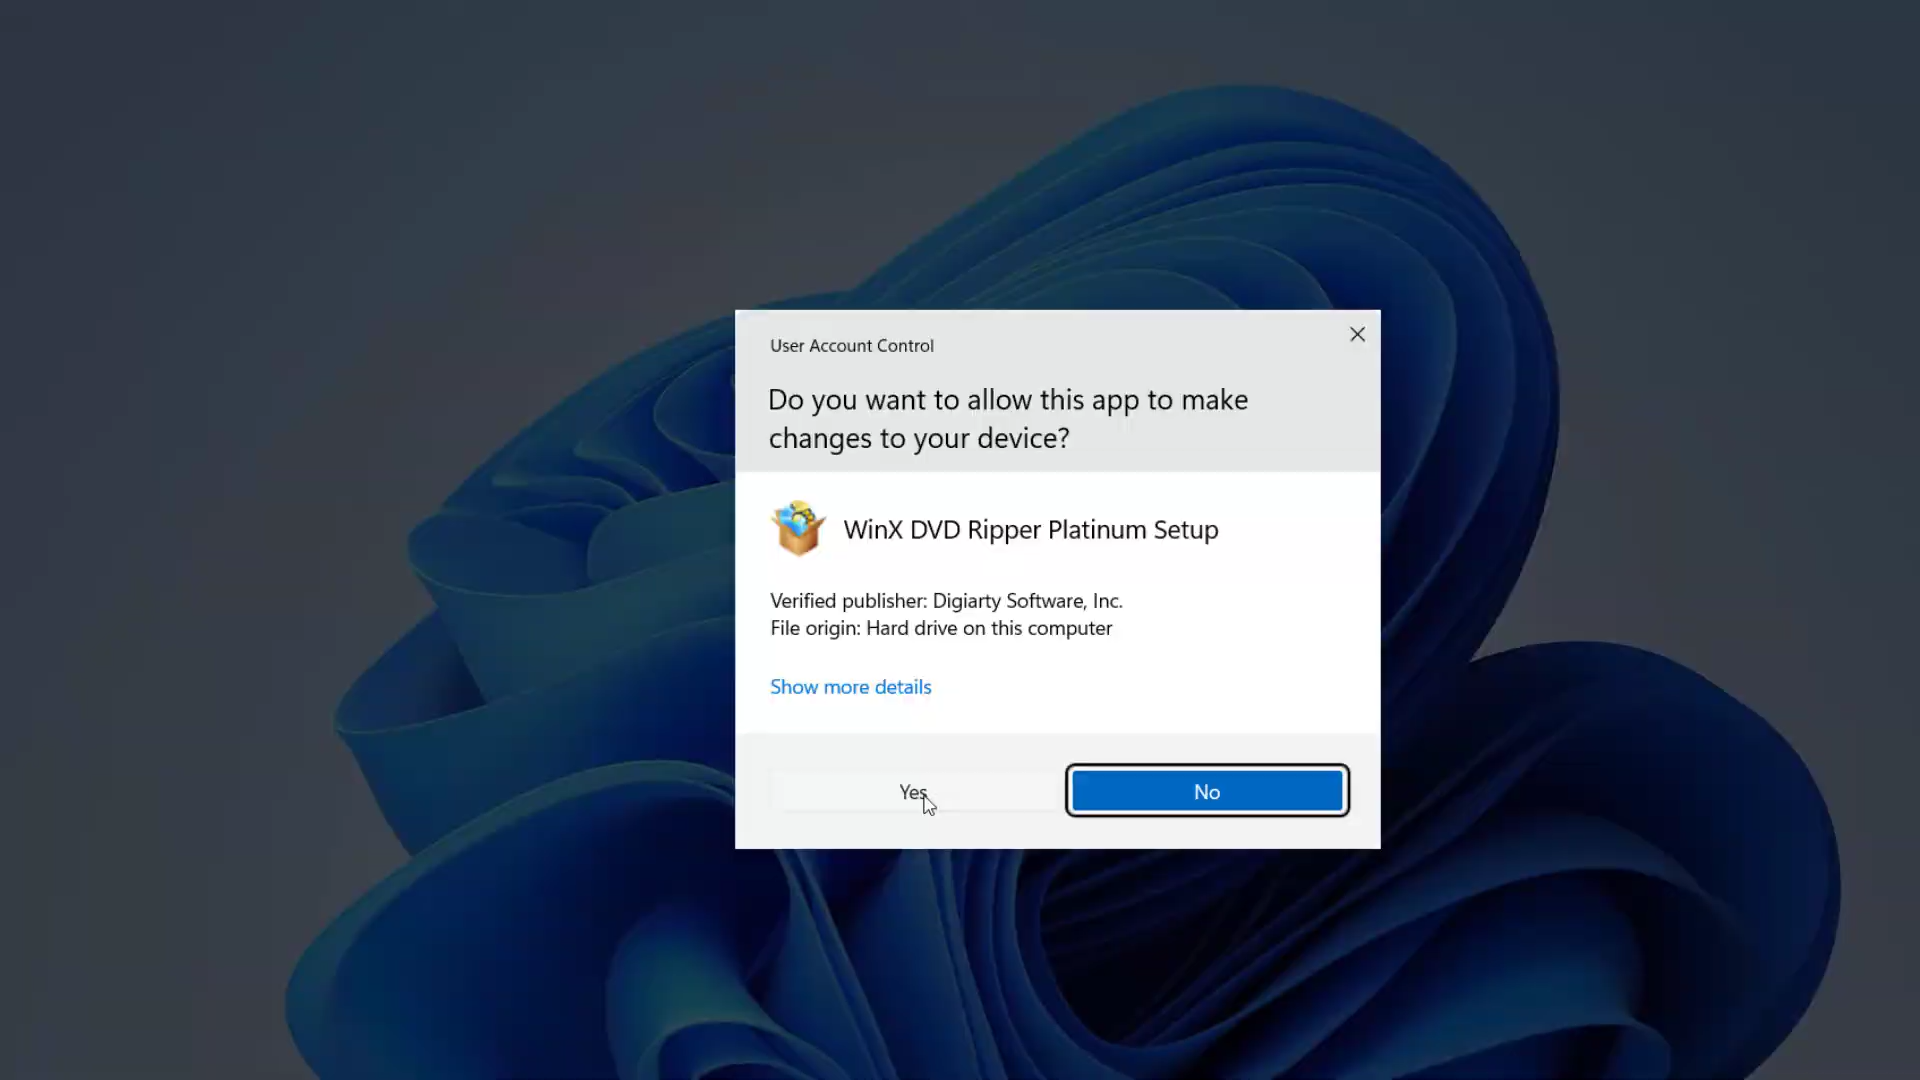 User Account Control
Do you want to allow this app to make
changes to your device?
WinX DVD Ripper Platinum Setup
Verified publisher: Digiarty Software, Inc.
File origin: Hard drive on this computer
Show more details
Yes
No